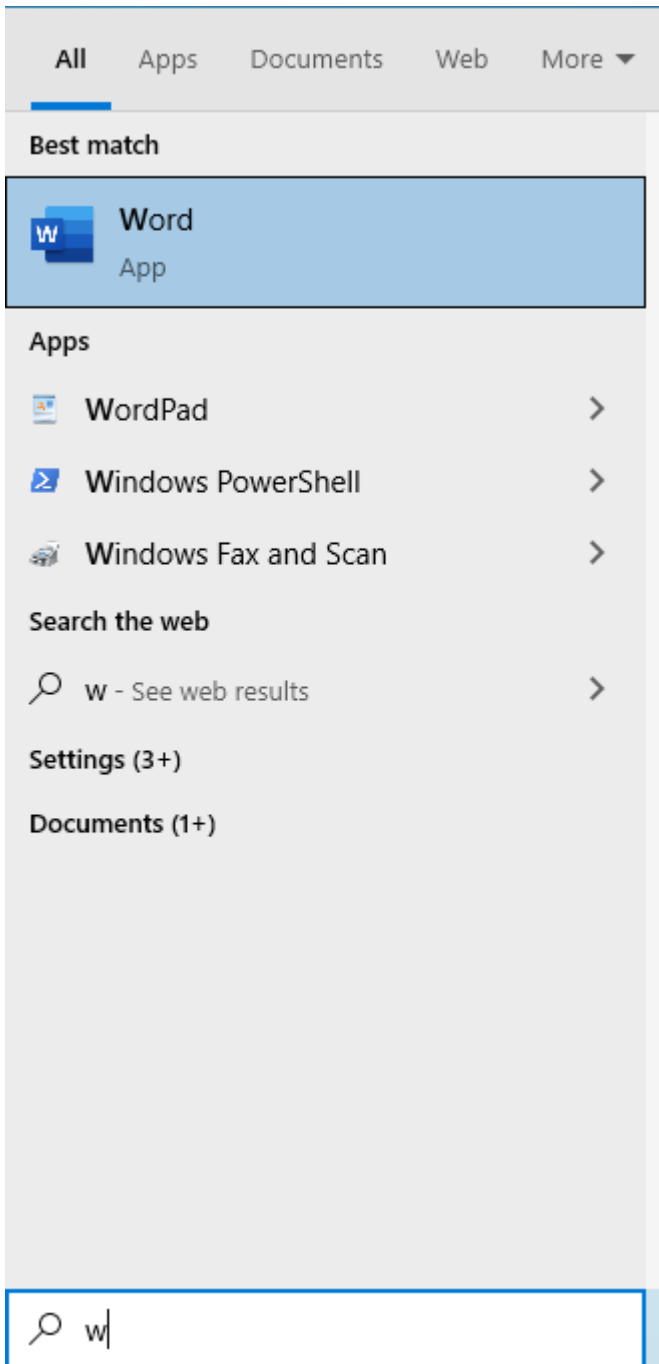 All Apps Documents Web More
Best match
W Word
App
Apps
WordPad
Windows PowerShell
Windows Fax and Scan
Search the web
w - See web results
Settings (3+)
Documents (1+)
w